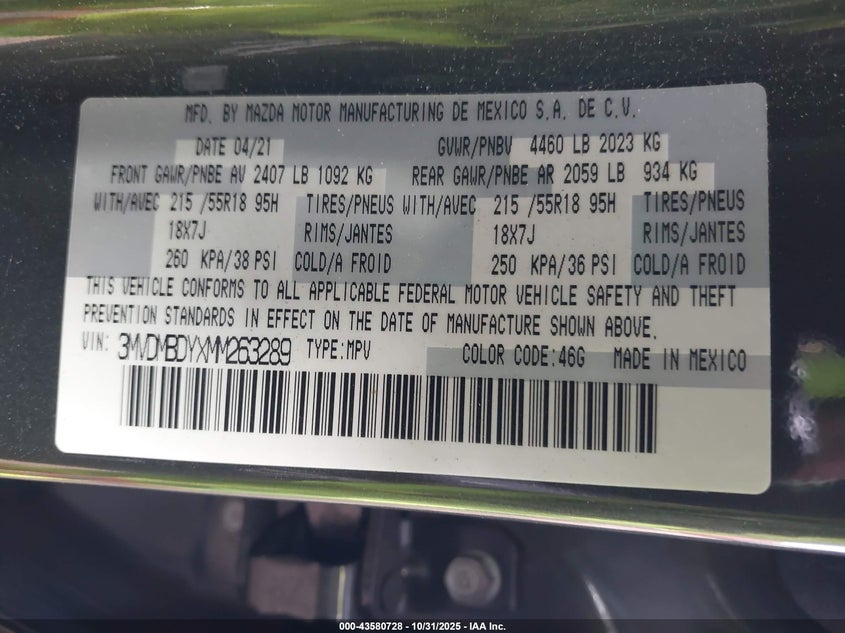 MFD. BY MAZDA MOTOR MANUFACTURING DE MEXICO S.A. DE C.V.
DATE 04/21 GVWR/PNBV 4460 LB 2023 KG
FRONT GAWR/PNBE AV 2407 LB 1092 KG REAR GAWR/PNBE AR 2059 LB 934 KG
WITH/AVEC 215 /55R18 95H TIRES/PNEUS WITH/AVEC 215 /55R18 95H TIRES/PNEUS
18X7J RIMS/JANTES 18X7J RIMS/JANTES
260 KPA/38 PSI COLD/A FROID 250 KPA/36 PSI COLD/A FROID
THIS VEHICLE CONFORMS TO ALL APPLICABLE FEDERAL MOTOR VEHICLE SAFETY AND THEFT
PREVENTION STANDARDS IN EFFECT ON THE DATE OF MANUFACTURE SHOWN ABOVE.
VIN: 3MVDMBDYXMM263289 TYPE:MPV COLOR CODE:46G MADE IN MEXICO
000-43580728 - 10/31/2025 - IAA Inc.